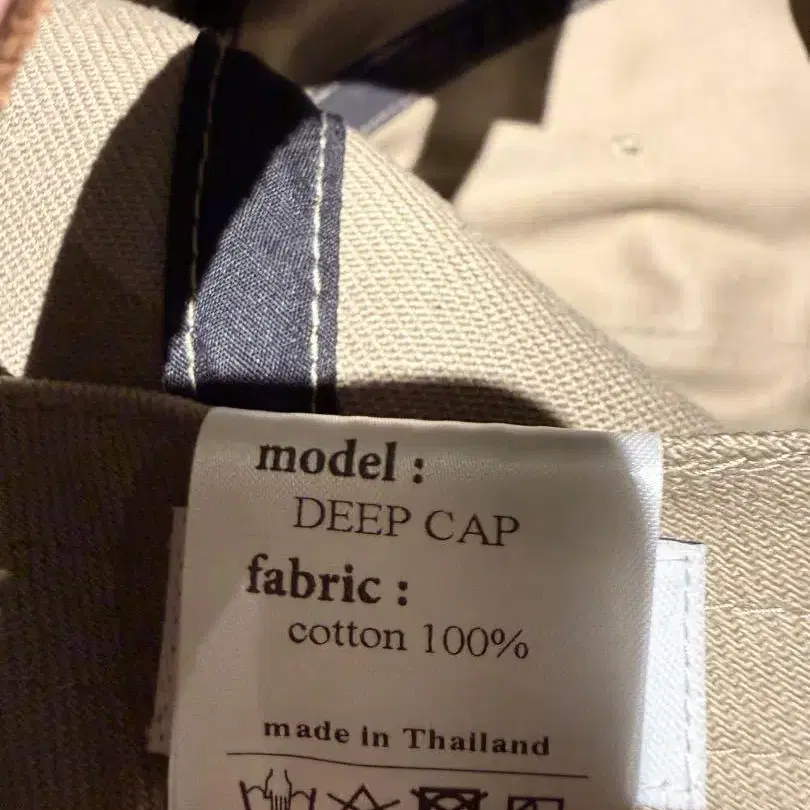 model :
DEEP CAP
fabric :
cotton 100%
made in Thailand